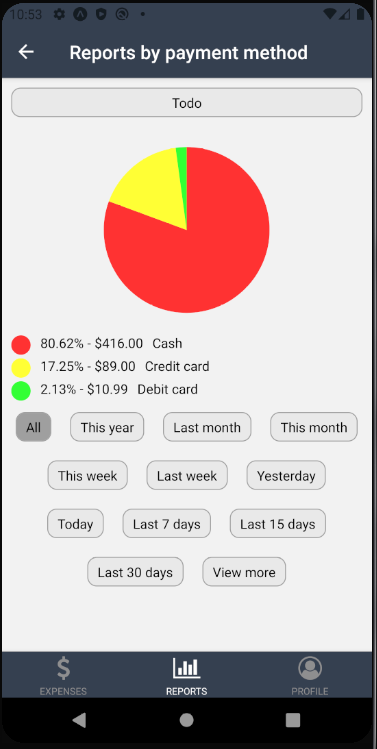 10:53
Reports by payment method
Todo
80.62% - $416.00 Cash
17.25% - $89.00 Credit card
2.13% - $10.99 Debit card
All This year Last month This month
This week Last week Yesterday
Today Last 7 days Last 15 days
Last 30 days View more
EXPENSES REPORTS PROFILE